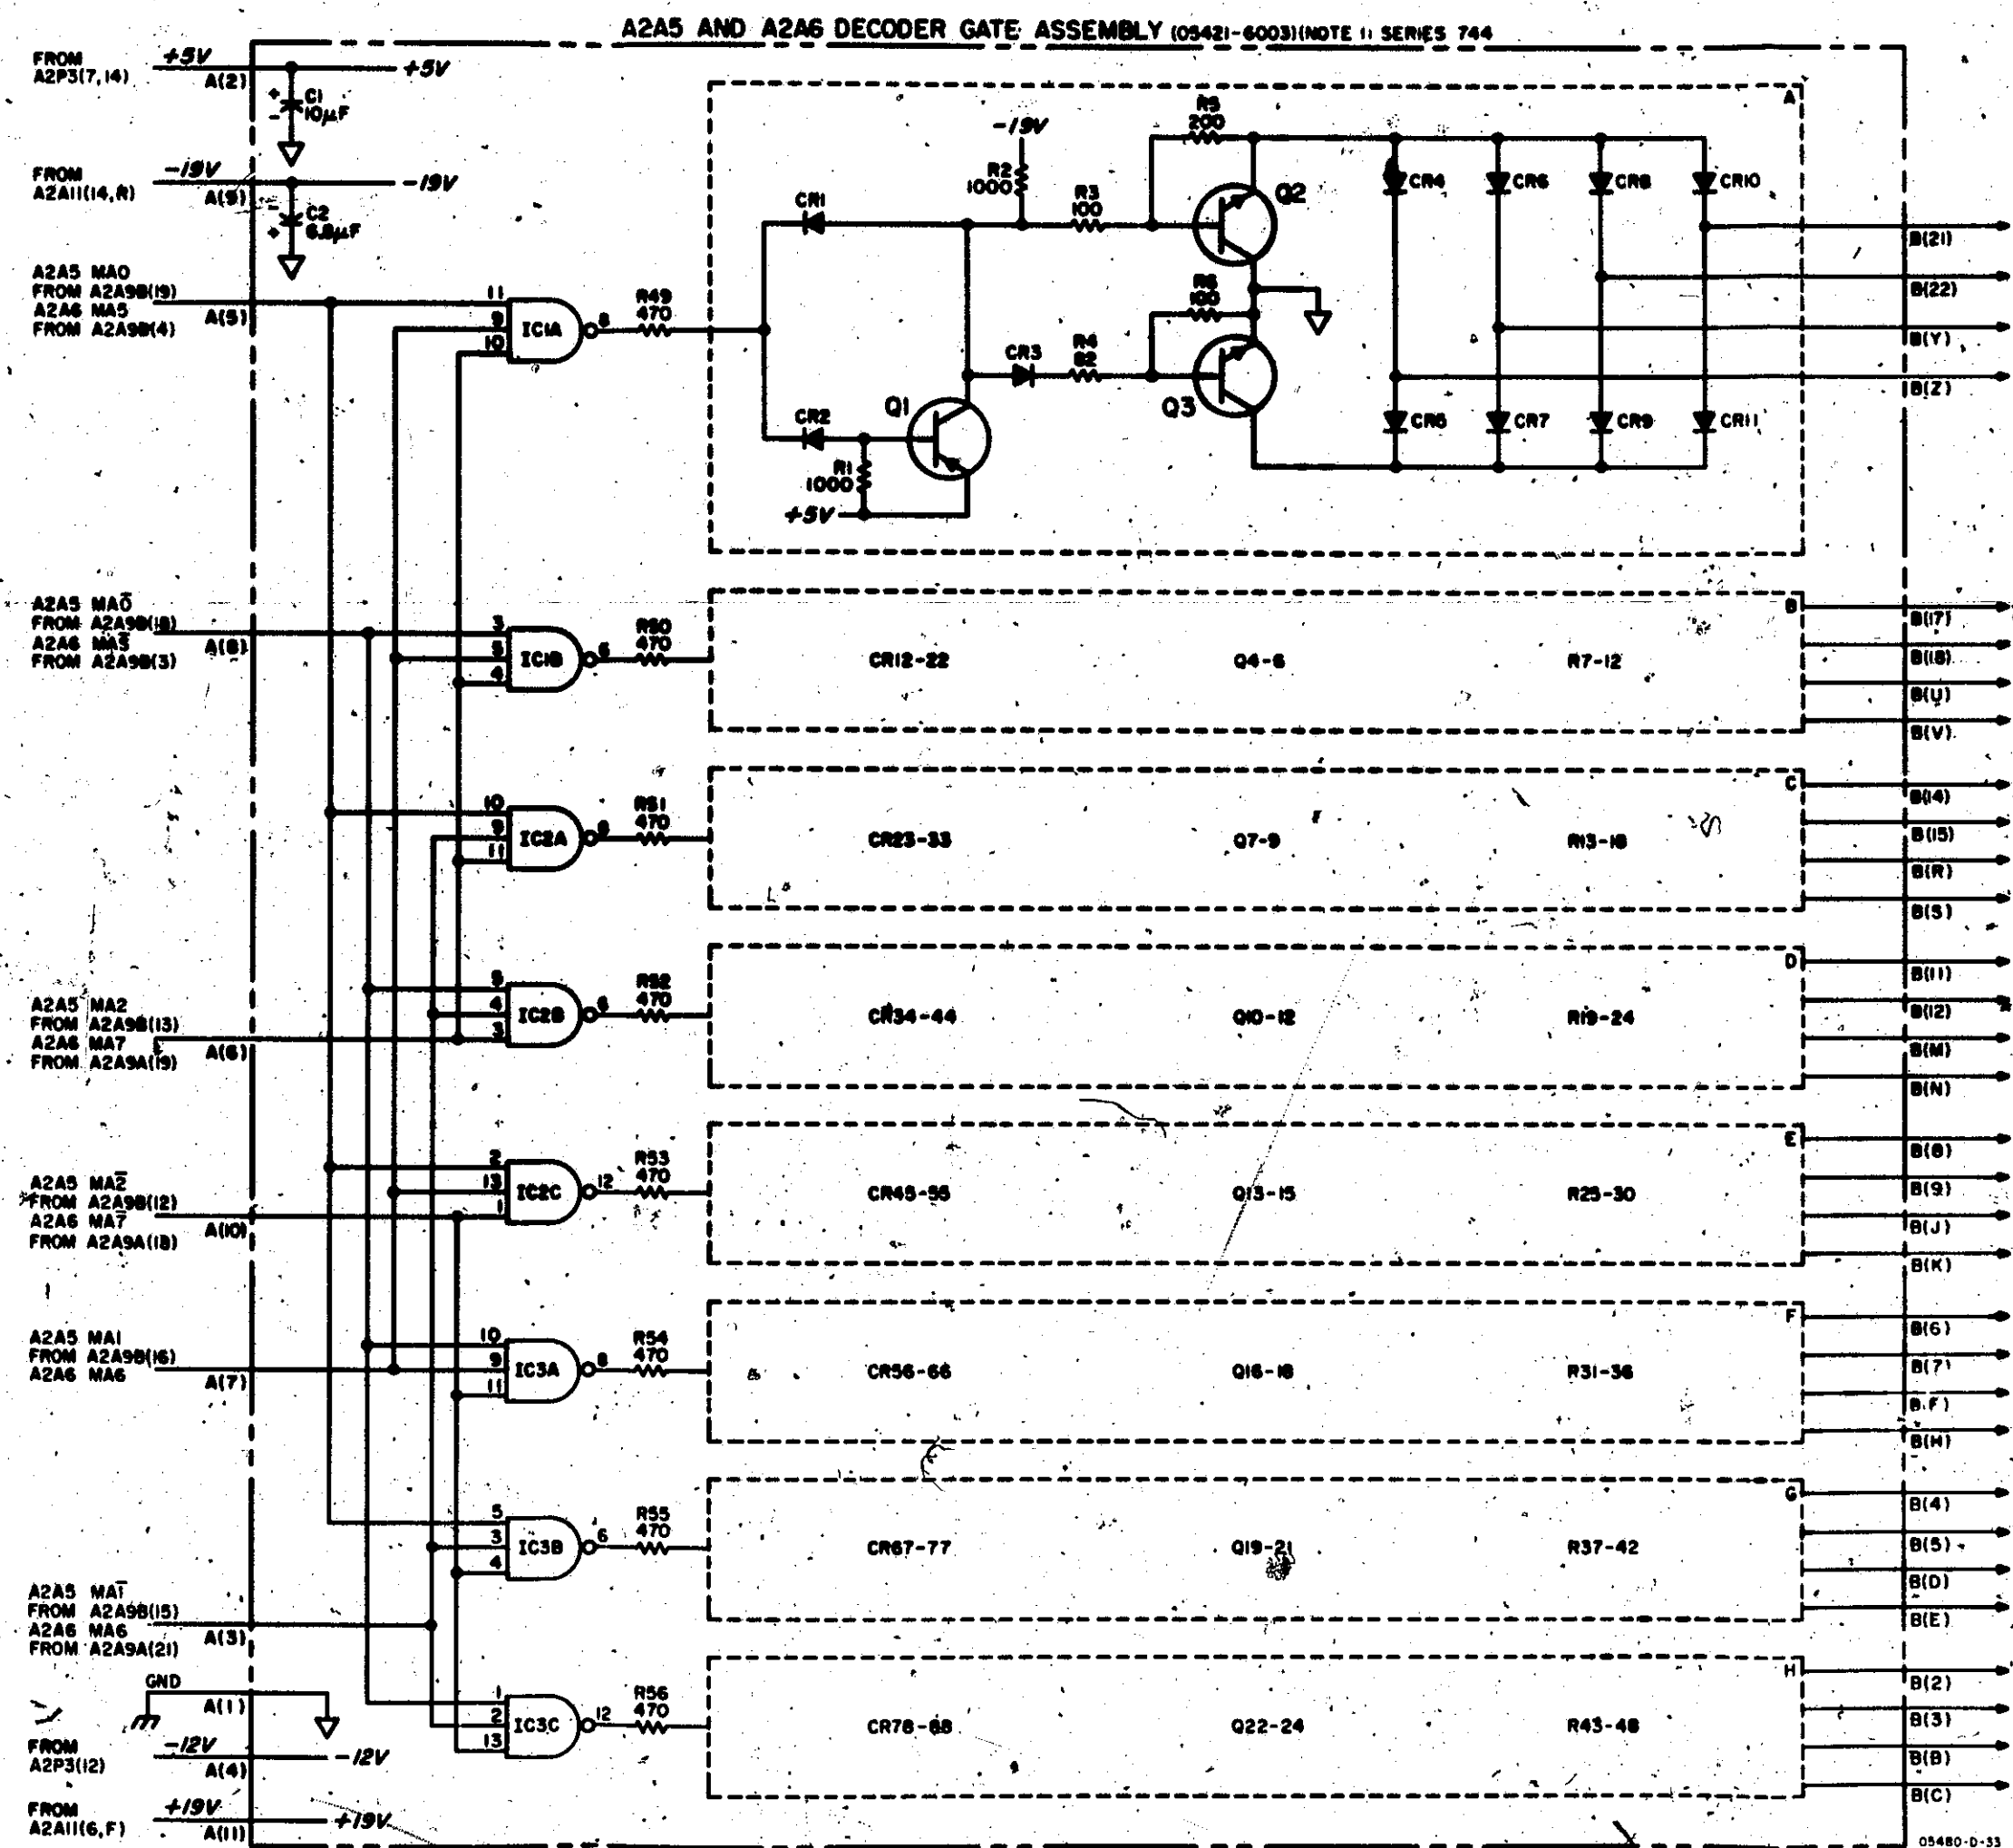 A2A5 AND A2A6 DECODER GATE ASSEMBLY (05421-6003)(NOTE 1) SERIES 744
FROM
A2P3(7,14)
+5V
A(2)
+5V
C1
10µF
+
-
FROM
A2A11(14,R)
-19V
A(9)
-19V
C2
6.8µF
-
+
A2A5 MA0
FROM A2A9B(19)
A2A6 MA5
FROM A2A9B(4)
A(5)
11
9
10
IC1A
8
R49
470
A
CR1
CR2
R1
1000
+5V
Q1
-19V
R2
1000
R3
100
R5
200
Q2
R6
100
CR3
R4
82
Q3
CR4
CR6
CR8
CR10
CR5
CR7
CR9
CR11
B(21)
B(22)
B(Y)
B(Z)
A2A5 MA0̅
FROM A2A9B(18)
A2A6 MA5̅
FROM A2A9B(3)
A(8)
3
5
4
IC1B
6
R50
470
CR12-22
Q4-6
R7-12
B
B(17)
B(18)
B(U)
B(V)
10
9
11
IC2A
8
R51
470
CR23-33
Q7-9
R13-18
C
B(14)
B(15)
B(R)
B(S)
A2A5 MA2
FROM A2A9B(13)
A2A6 MA7
FROM A2A9A(19)
A(6)
5
4
3
IC2B
6
R52
470
CR34-44
Q10-12
R19-24
D
B(11)
B(12)
B(M)
B(N)
A2A5 MA2̅
FROM A2A9B(12)
A2A6 MA7̅
FROM A2A9A(18)
A(10)
2
13
1
IC2C
12
R53
470
CR45-55
Q13-15
R25-30
E
B(8)
B(9)
B(J)
B(K)
A2A5 MA1
FROM A2A9B(16)
A2A6 MA6
A(7)
10
9
11
IC3A
8
R54
470
CR56-66
Q16-18
R31-36
F
B(6)
B(7)
B(F)
B(H)
5
3
4
IC3B
6
R55
470
CR67-77
Q19-21
R37-42
G
B(4)
B(5)
B(D)
B(E)
A2A5 MA1̅
FROM A2A9B(15)
A2A6 MA6
FROM A2A9A(21)
A(3)
GND
A(1)
1
2
13
IC3C
12
R56
470
CR78-88
Q22-24
R43-48
H
B(2)
B(3)
B(B)
B(C)
FROM
A2P3(12)
-12V
A(4)
-12V
FROM
A2A11(6,F)
+19V
A(11)
+19V
05480-D-33